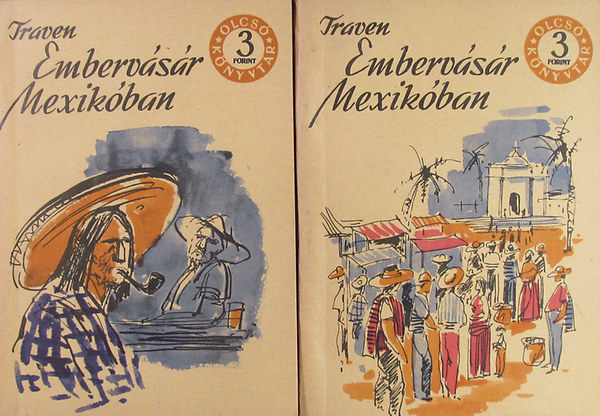 Traven
Embervásár
Mexikóban
OLCSÓ
KÖNYVTÁR
3
FORINT
Traven
Embervásár
Mexikóban
OLCSÓ
KÖNYVTÁR
3
FORINT